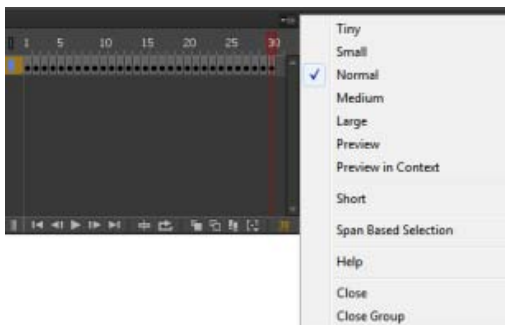 1 5 10 15 20 25 30
Tiny
Small
Normal
Medium
Large
Preview
Preview in Context
Short
Span Based Selection
Help
Close
Close Group
30